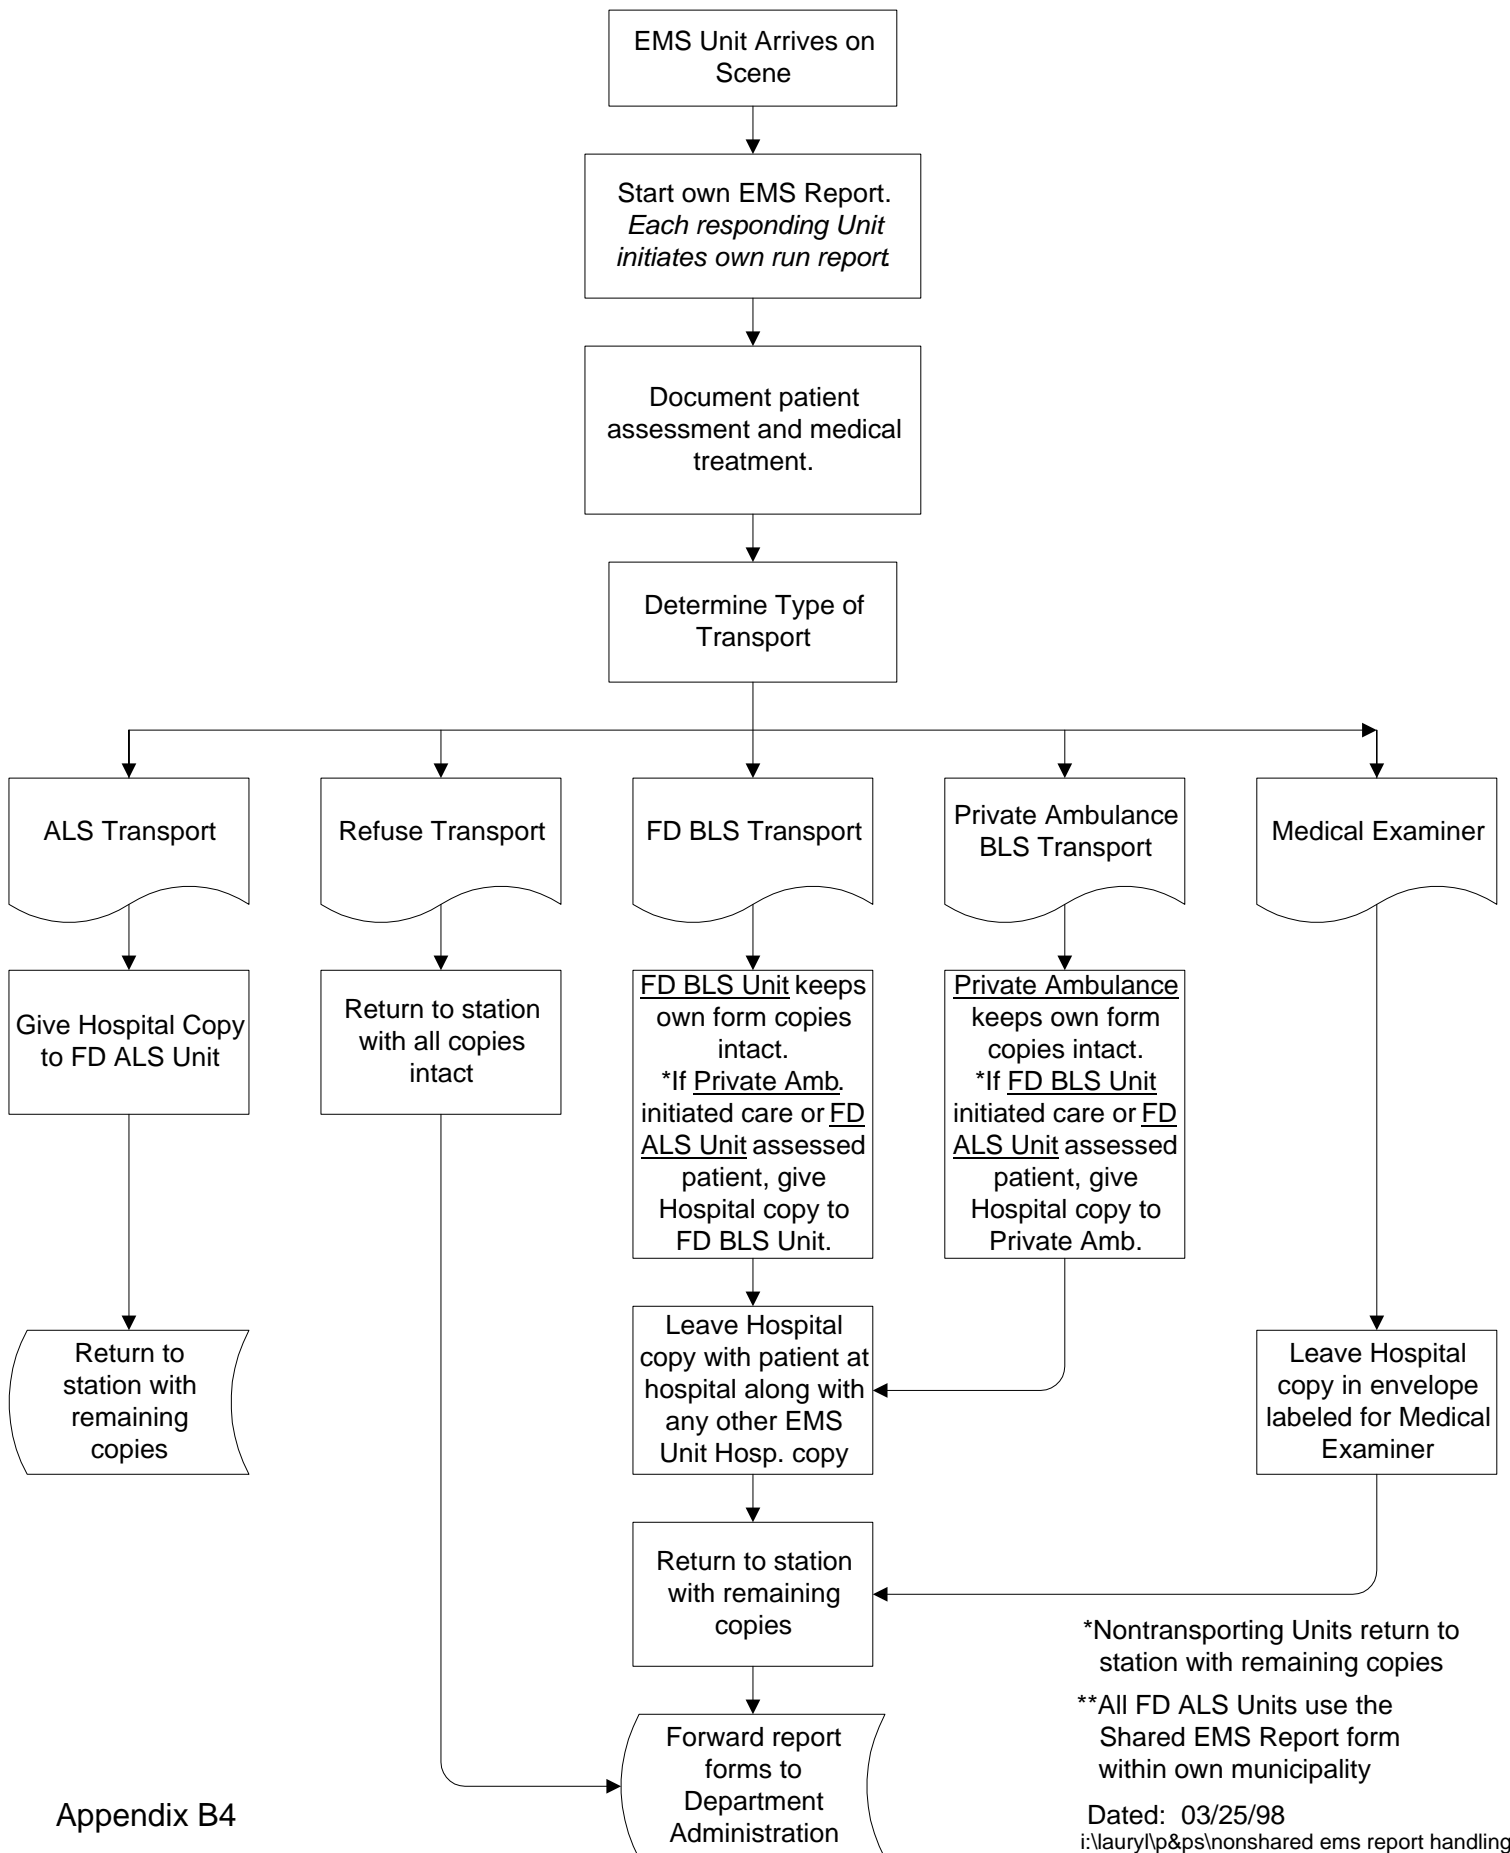 EMS Unit Arrives on
Scene
Start own EMS Report.
Each responding Unit
initiates own run report.
Document patient
assessment and medical
treatment.
Determine Type of
Transport
ALS Transport
Refuse Transport
FD BLS Transport
Private Ambulance
BLS Transport
Medical Examiner
Give Hospital Copy
to FD ALS Unit
Return to station
with all copies
intact
FD BLS Unit keeps
own form copies
intact.
*If Private Amb.
initiated care or FD
ALS Unit assessed
patient, give
Hospital copy to
FD BLS Unit.
Private Ambulance
keeps own form
copies intact.
*If FD BLS Unit
initiated care or FD
ALS Unit assessed
patient, give
Hospital copy to
Private Amb.
Return to
station with
remaining
copies
Leave Hospital
copy with patient at
hospital along with
any other EMS
Unit Hosp. copy
Leave Hospital
copy in envelope
labeled for Medical
Examiner
Return to station
with remaining
copies
Forward report
forms to
Department
Administration
*Nontransporting Units return to
station with remaining copies
**All FD ALS Units use the
Shared EMS Report form
within own municipality
Appendix B4
Dated: 03/25/98
i:\lauryl\p&ps\nonshared ems report handling